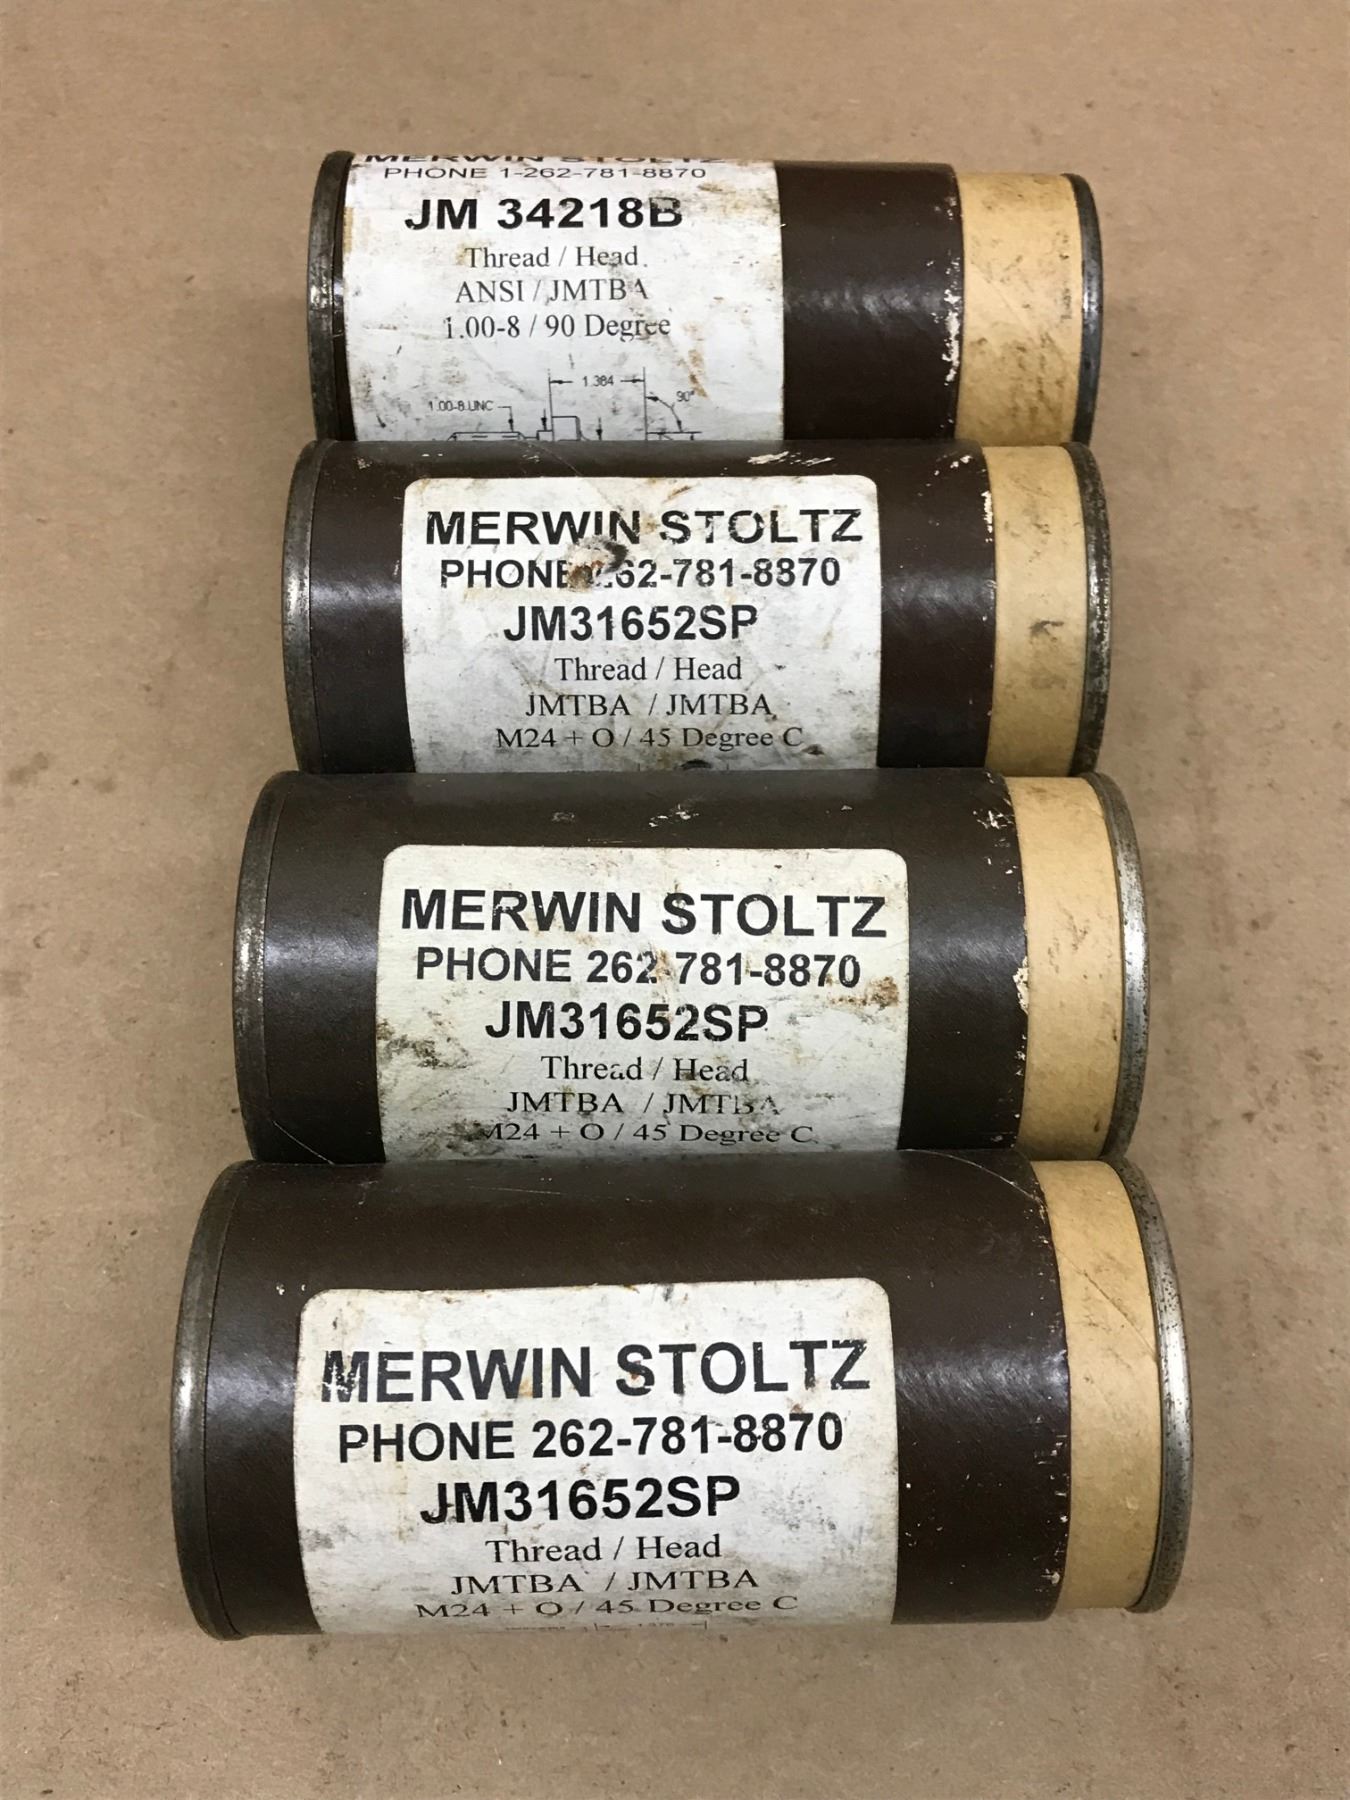 MERWIN STOLTZ
PHONE 1-262-781-8870
JM 34218B
Thread / Head
ANSI / JMTBA
1.00-8 / 90 Degree
1.384
1.00-8 UNC
90°
MERWIN STOLTZ
PHONE 262-781-8870
JM31652SP
Thread / Head
JMTBA / JMTBA
M24 + O / 45 Degree C
MERWIN STOLTZ
PHONE 262-781-8870
JM31652SP
Thread / Head
JMTBA / JMTBA
M24 + O / 45 Degree C
MERWIN STOLTZ
PHONE 262-781-8870
JM31652SP
Thread / Head
JMTBA / JMTBA
M24 + O / 45 Degree C